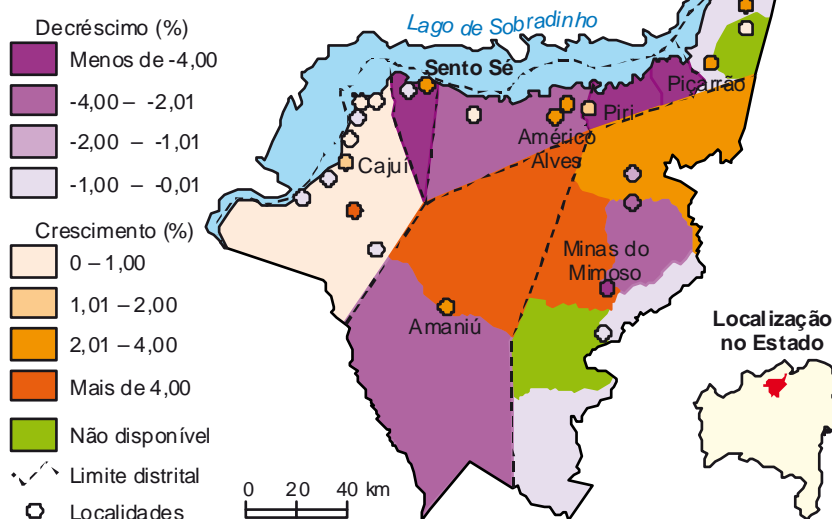 Decréscimo (%)
Menos de -4,00
-4,00 – -2,01
-2,00 – -1,01
-1,00 – -0,01
Crescimento (%)
0 – 1,00
1,01 – 2,00
2,01 – 4,00
Mais de 4,00
Não disponível
Limite distrital
Localidades
Lago de Sobradinho
Sento Sé
Piçarrão
Piri
Américo
Alves
Cajuí
Minas do
Mimoso
Amaniú
0 20 40 km
Localização
no Estado